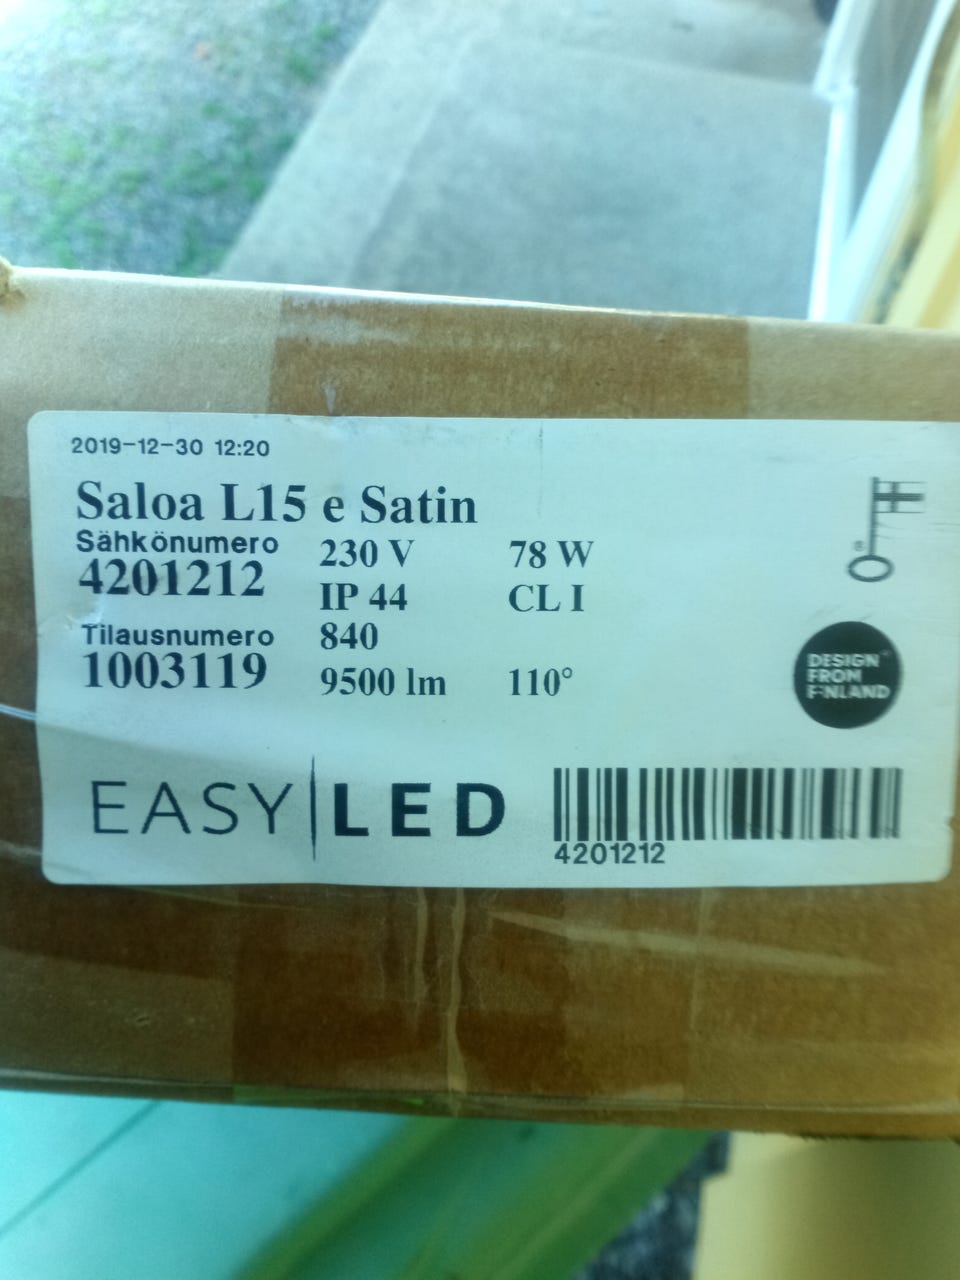 2019-12-30 12:20
Saloa L15 e Satin
Sähkönumero
4201212
230 V 78 W
IP 44 CL I
Tilausnumero
1003119
840
9500 lm 110°
DESIGN
FROM
FINLAND
EASY LED
4201212